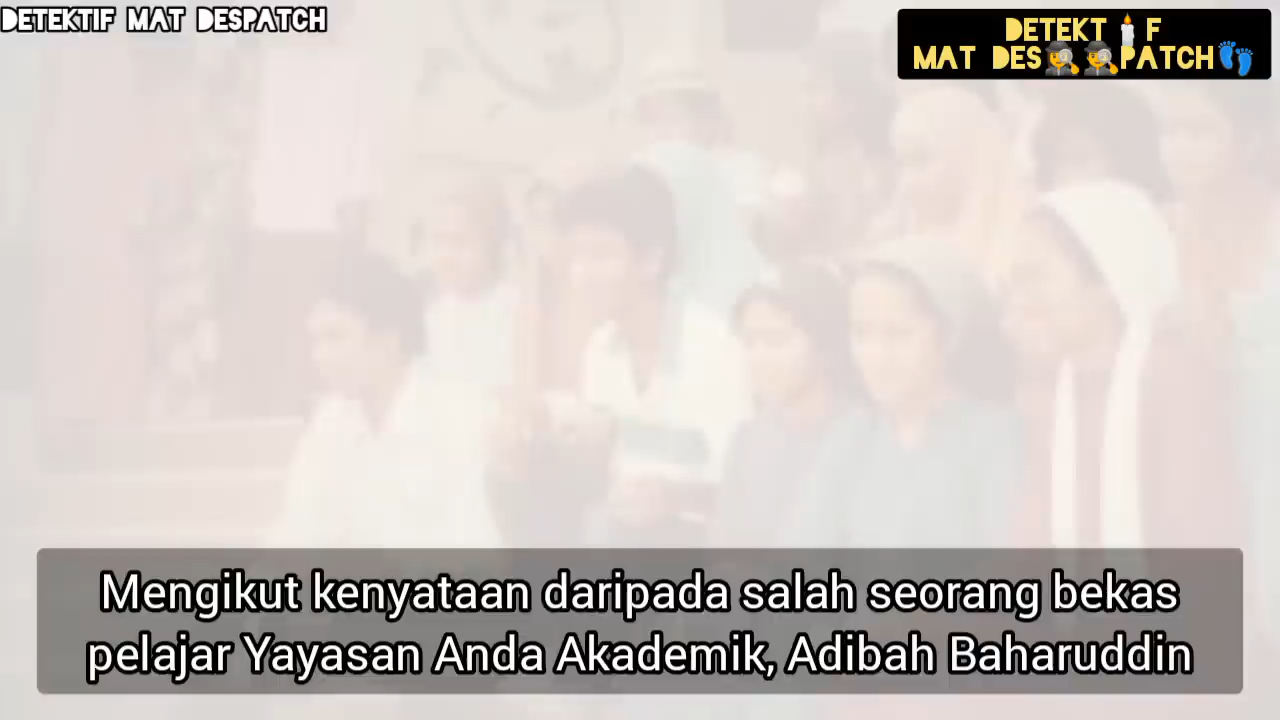 DETEKTIF MAT DESPATCH
DETEKT🕯️F
MAT DES🕵️🕵️PATCH👣
Mengikut kenyataan daripada salah seorang bekas
pelajar Yayasan Anda Akademik, Adibah Baharuddin